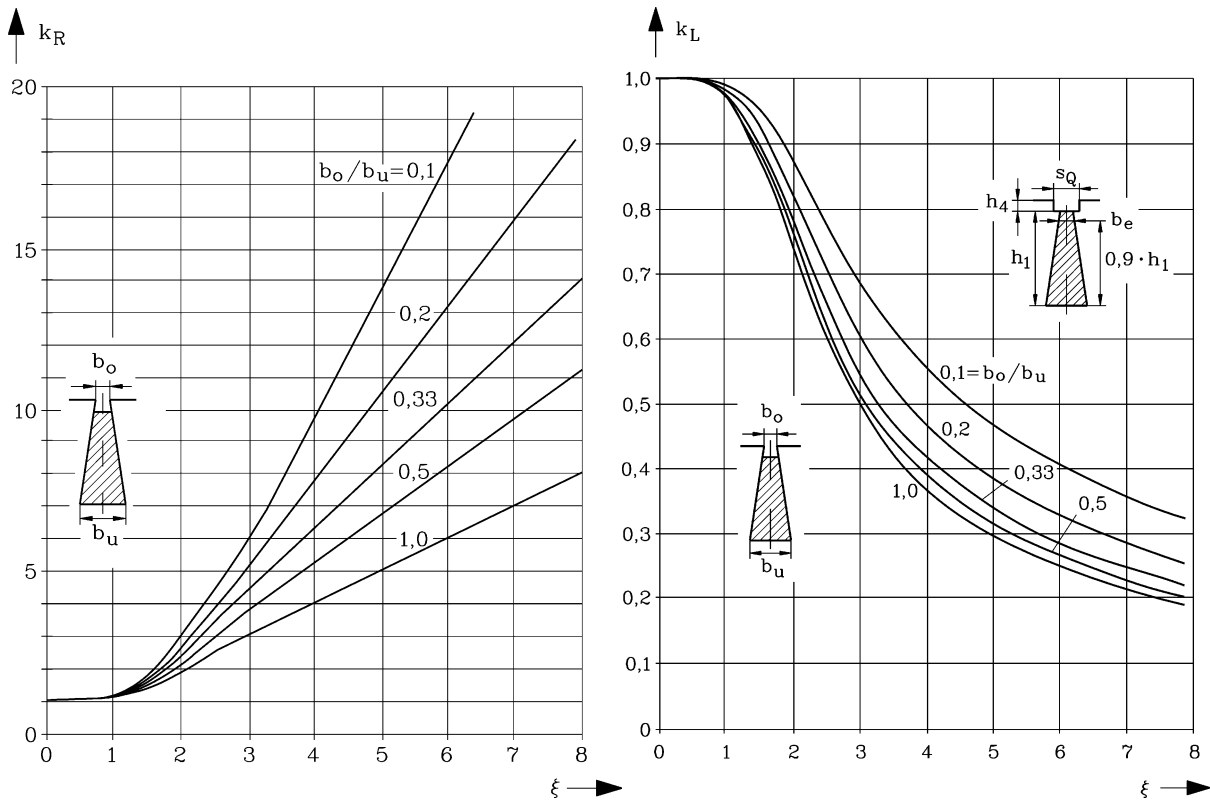 k_R
20
15
10
5
0
b_o/b_u=0,1
0,2
0,33
0,5
1,0
b_o
b_u
0 1 2 3 4 5 6 7 8
ξ
k_L
1,0
0,9
0,8
0,7
0,6
0,5
0,4
0,3
0,2
0,1
0
s_Q
h_4
b_e
h_1
0,9·h_1
0,1=b_o/b_u
0,2
0,33
0,5
1,0
b_o
b_u
0 1 2 3 4 5 6 7 8
ξ